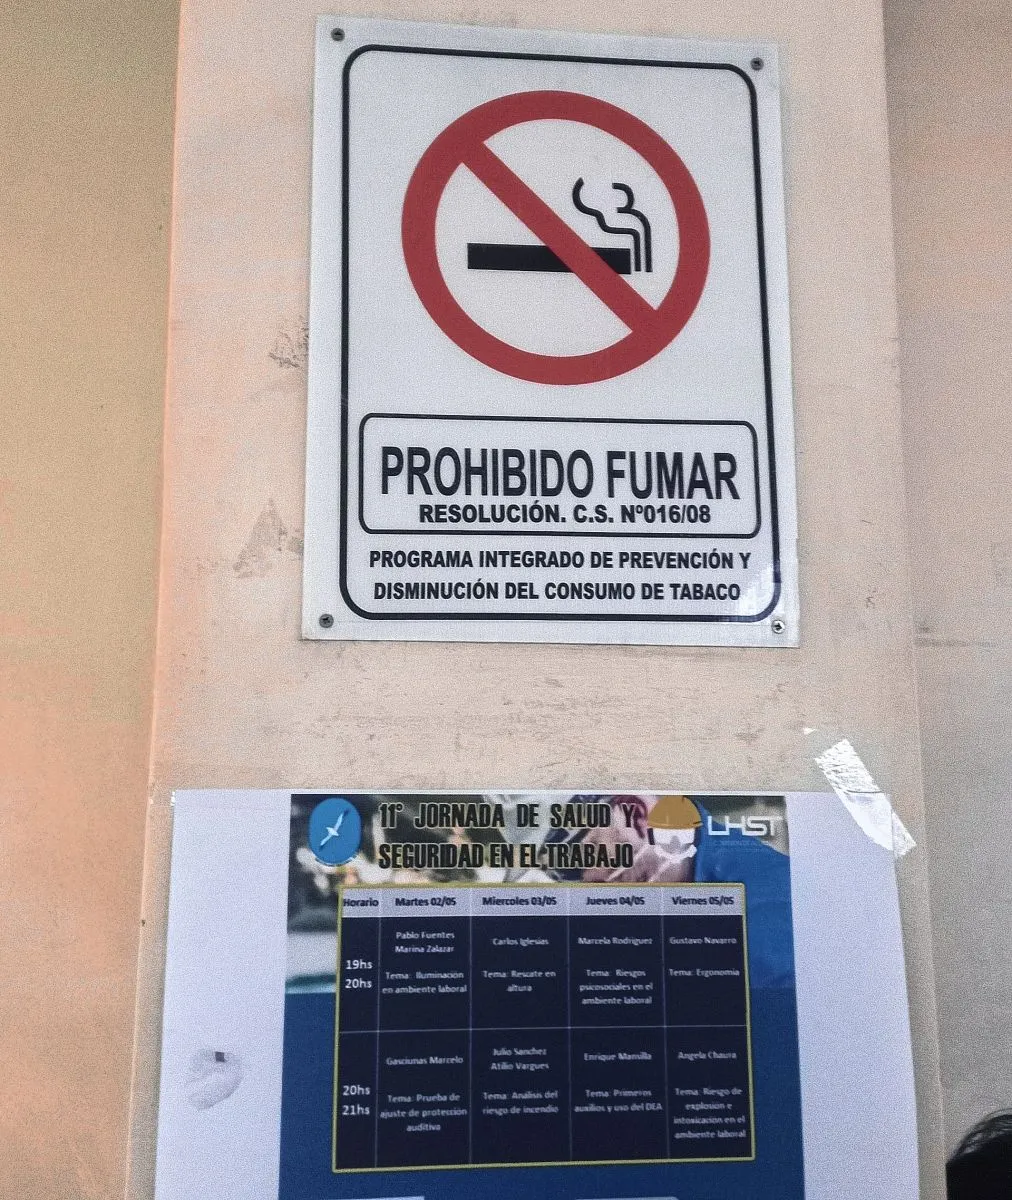 PROHIBIDO FUMAR
RESOLUCIÓN. C.S. Nº016/08
PROGRAMA INTEGRADO DE PREVENCIÓN Y
DISMINUCIÓN DEL CONSUMO DE TABACO
11° JORNADA DE SALUD Y
SEGURIDAD EN EL TRABAJO
LHST
Horario
Martes 02/05
Miercoles 03/05
Jueves 04/05
Viernes 05/05
19hs
20hs
Pablo Fuentes
Marina Zalazar
Tema: Iluminación
en ambiente laboral
Carlos Iglesias
Tema: Rescate en
altura
Marcela Rodriguez
Tema: Riesgos
psicosociales en el
ambiente laboral
Gustavo Navarro
Tema: Ergonomia
20hs
21hs
Gasciunas Marcelo
Tema: Prueba de
ajuste de protección
auditiva
Julio Sanchez
Atilio Vargues
Tema: Analisis del
riesgo de incendio
Enrique Mansilla
Tema: Primeros
auxilios y uso del DEA
Angela Chaura
Tema: Riesgo de
explosión e
intoxicación en el
ambiente laboral